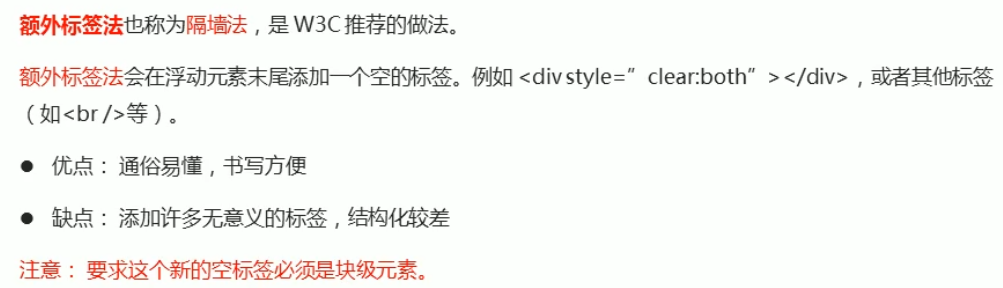 额外标签法也称为隔墙法，是 W3C 推荐的做法。
额外标签法会在浮动元素末尾添加一个空的标签。例如 <div style=” clear:both” ></div>，或者其他标签
（如<br />等）。
● 优点： 通俗易懂，书写方便
● 缺点： 添加许多无意义的标签，结构化较差
注意： 要求这个新的空标签必须是块级元素。